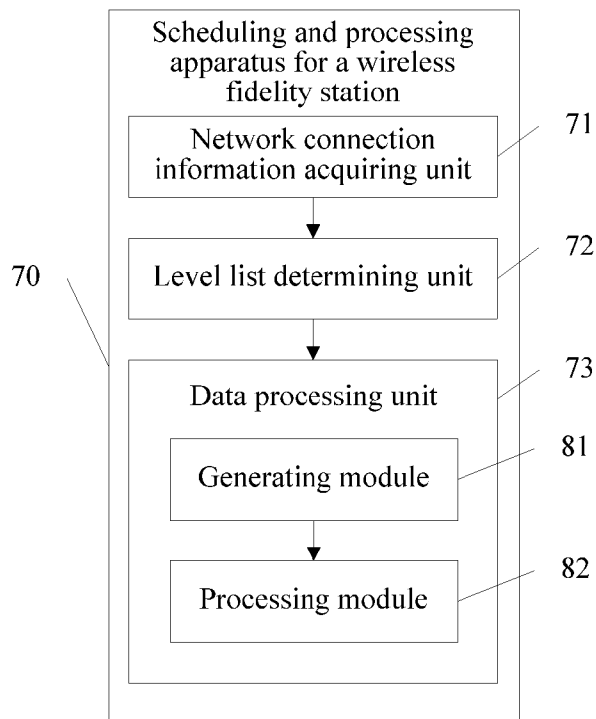 Scheduling and processing
apparatus for a wireless
fidelity station
71
Network connection
information acquiring unit
72
Level list determining unit
70
73
Data processing unit
81
Generating module
82
Processing module